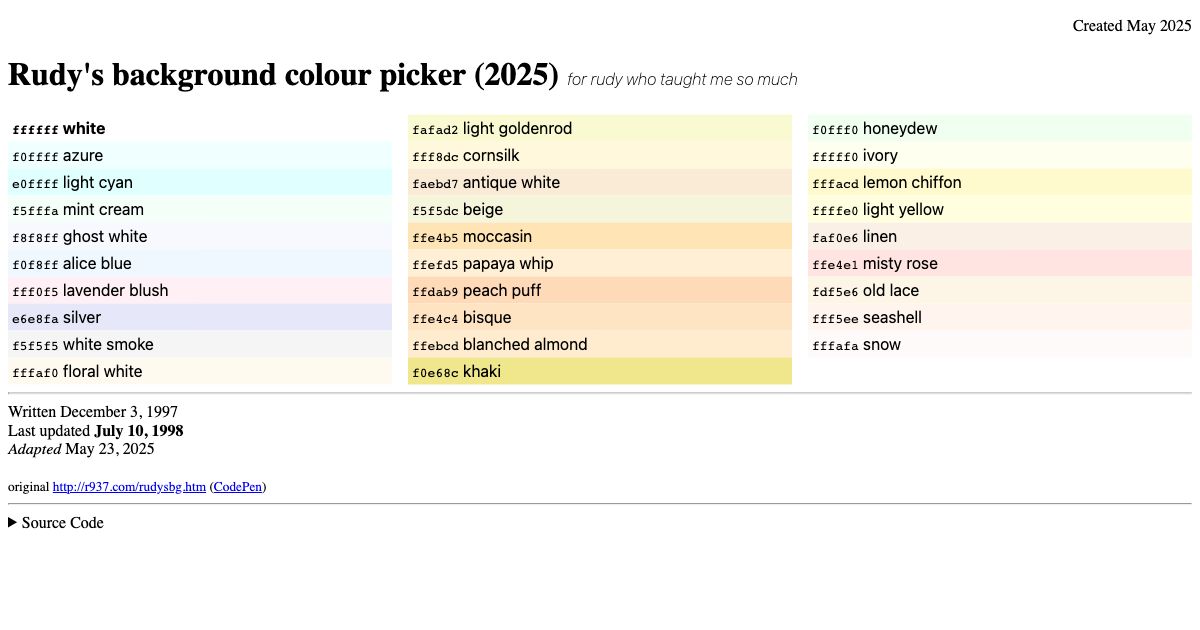 Created May 2025
Rudy's background colour picker (2025) for rudy who taught me so much
ffffff white
f0ffff azure
e0ffff light cyan
f5fffa mint cream
f8f8ff ghost white
f0f8ff alice blue
fff0f5 lavender blush
e6e8fa silver
f5f5f5 white smoke
fffaf0 floral white
fafad2 light goldenrod
fff8dc cornsilk
faebd7 antique white
f5f5dc beige
ffe4b5 moccasin
ffefd5 papaya whip
ffdab9 peach puff
ffe4c4 bisque
ffebcd blanched almond
f0e68c khaki
f0fff0 honeydew
fffff0 ivory
fffacd lemon chiffon
ffffe0 light yellow
faf0e6 linen
ffe4e1 misty rose
fdf5e6 old lace
fff5ee seashell
fffafa snow
Written December 3, 1997
Last updated July 10, 1998
Adapted May 23, 2025
original http://r937.com/rudysbg.htm (CodePen)
Source Code